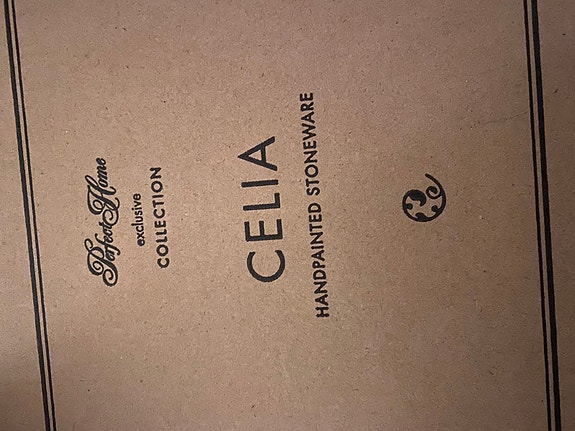 Perfect Home
exclusive
COLLECTION
CELIA
HANDPAINTED STONEWARE